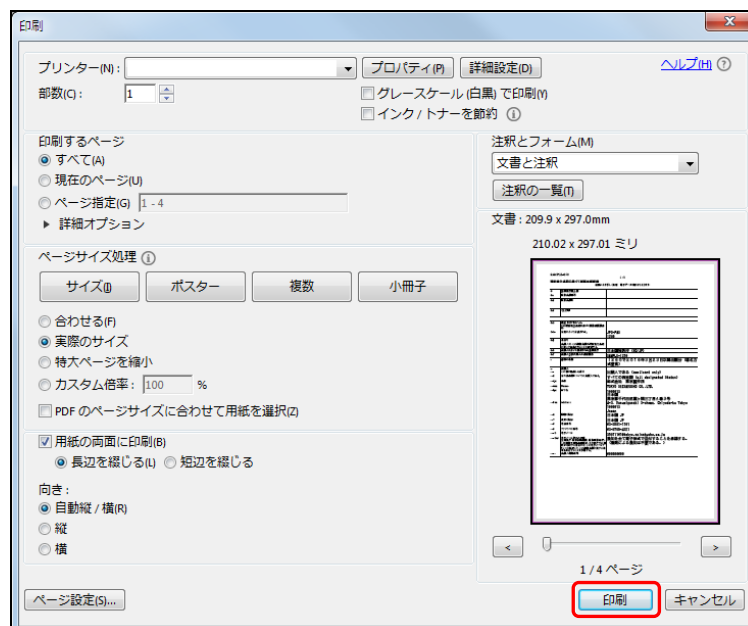 印刷
プリンター(N): プロパティ(P) 詳細設定(D) ヘルプ(H)
部数(C): 1 グレースケール (白黒) で印刷(Y)
インク / トナーを節約
印刷するページ
すべて(A)
現在のページ(U)
ページ指定(G) 1 - 4
詳細オプション
注釈とフォーム(M)
文書と注釈
注釈の一覧(T)
ページサイズ処理
サイズ(I) ポスター 複数 小冊子
合わせる(F)
実際のサイズ
特大ページを縮小
カスタム倍率: 100 %
PDF のページサイズに合わせて用紙を選択(Z)
用紙の両面に印刷(B)
長辺を綴じる(L) 短辺を綴じる
向き:
自動縦 / 横(R)
縦
横
文書: 209.9 x 297.0mm
210.02 x 297.01 ミリ
< >
1 / 4 ページ
ページ設定(S)... 印刷 キャンセル